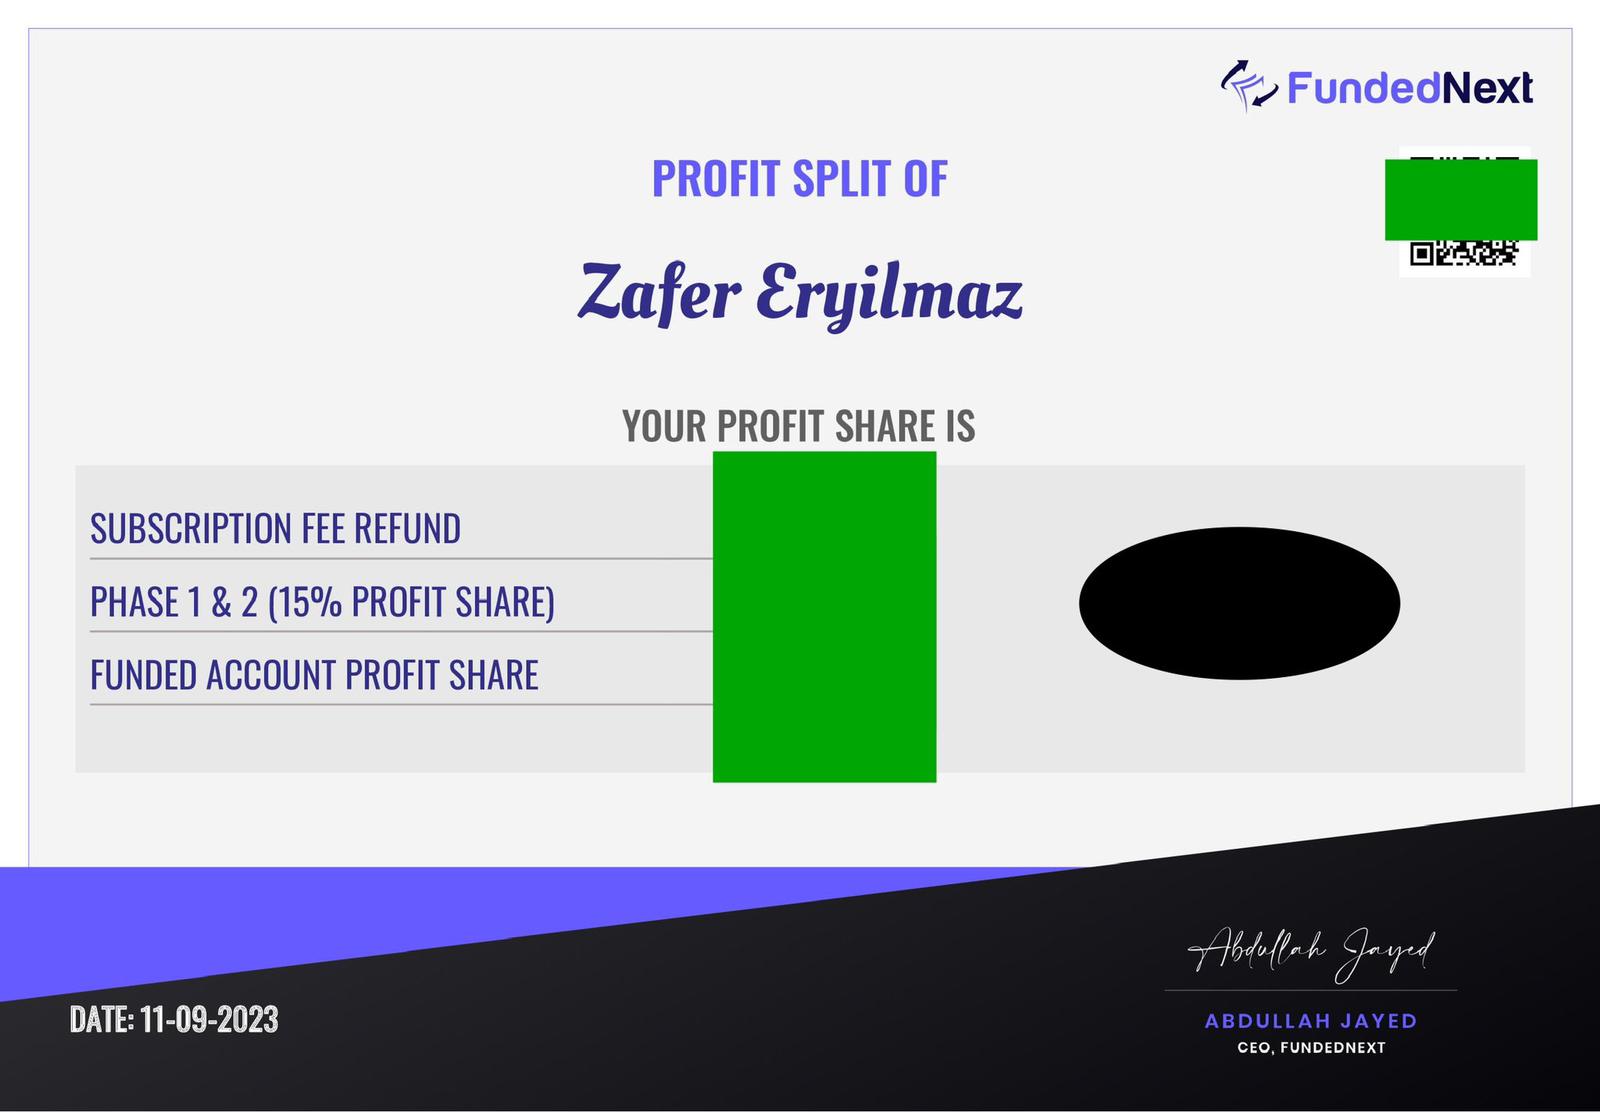 FundedNext
PROFIT SPLIT OF
Zafer Eryilmaz
YOUR PROFIT SHARE IS
SUBSCRIPTION FEE REFUND
PHASE 1 & 2 (15% PROFIT SHARE)
FUNDED ACCOUNT PROFIT SHARE
Abdullah Jayed
DATE: 11-09-2023
ABDULLAH JAYED
CEO, FUNDEDNEXT